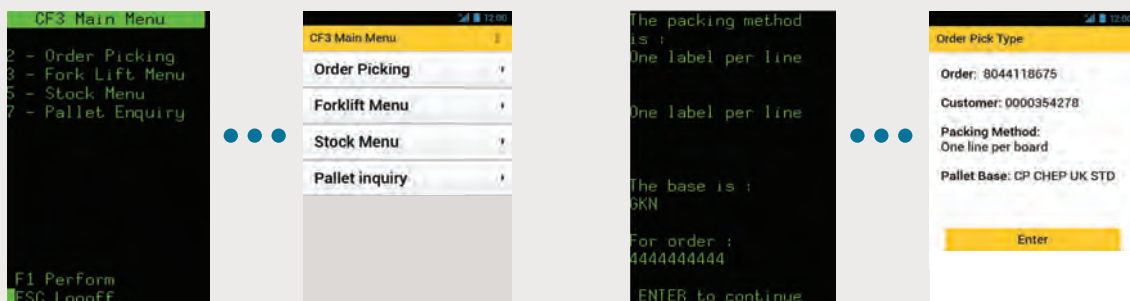 CF3 Main Menu
2 - Order Picking
3 - Fork Lift Menu
5 - Stock Menu
7 - Pallet Enquiry
F1 Perform
ESC Logoff
12:00
CF3 Main Menu
Order Picking
Forklift Menu
Stock Menu
Pallet inquiry
The packing method
is :
One label per line
One label per line
The base is :
GKN
For order :
4444444444
ENTER to continue
12:00
Order Pick Type
Order: 8044118675
Customer: 0000354278
Packing Method:
One line per board
Pallet Base: CP CHEP UK STD
Enter